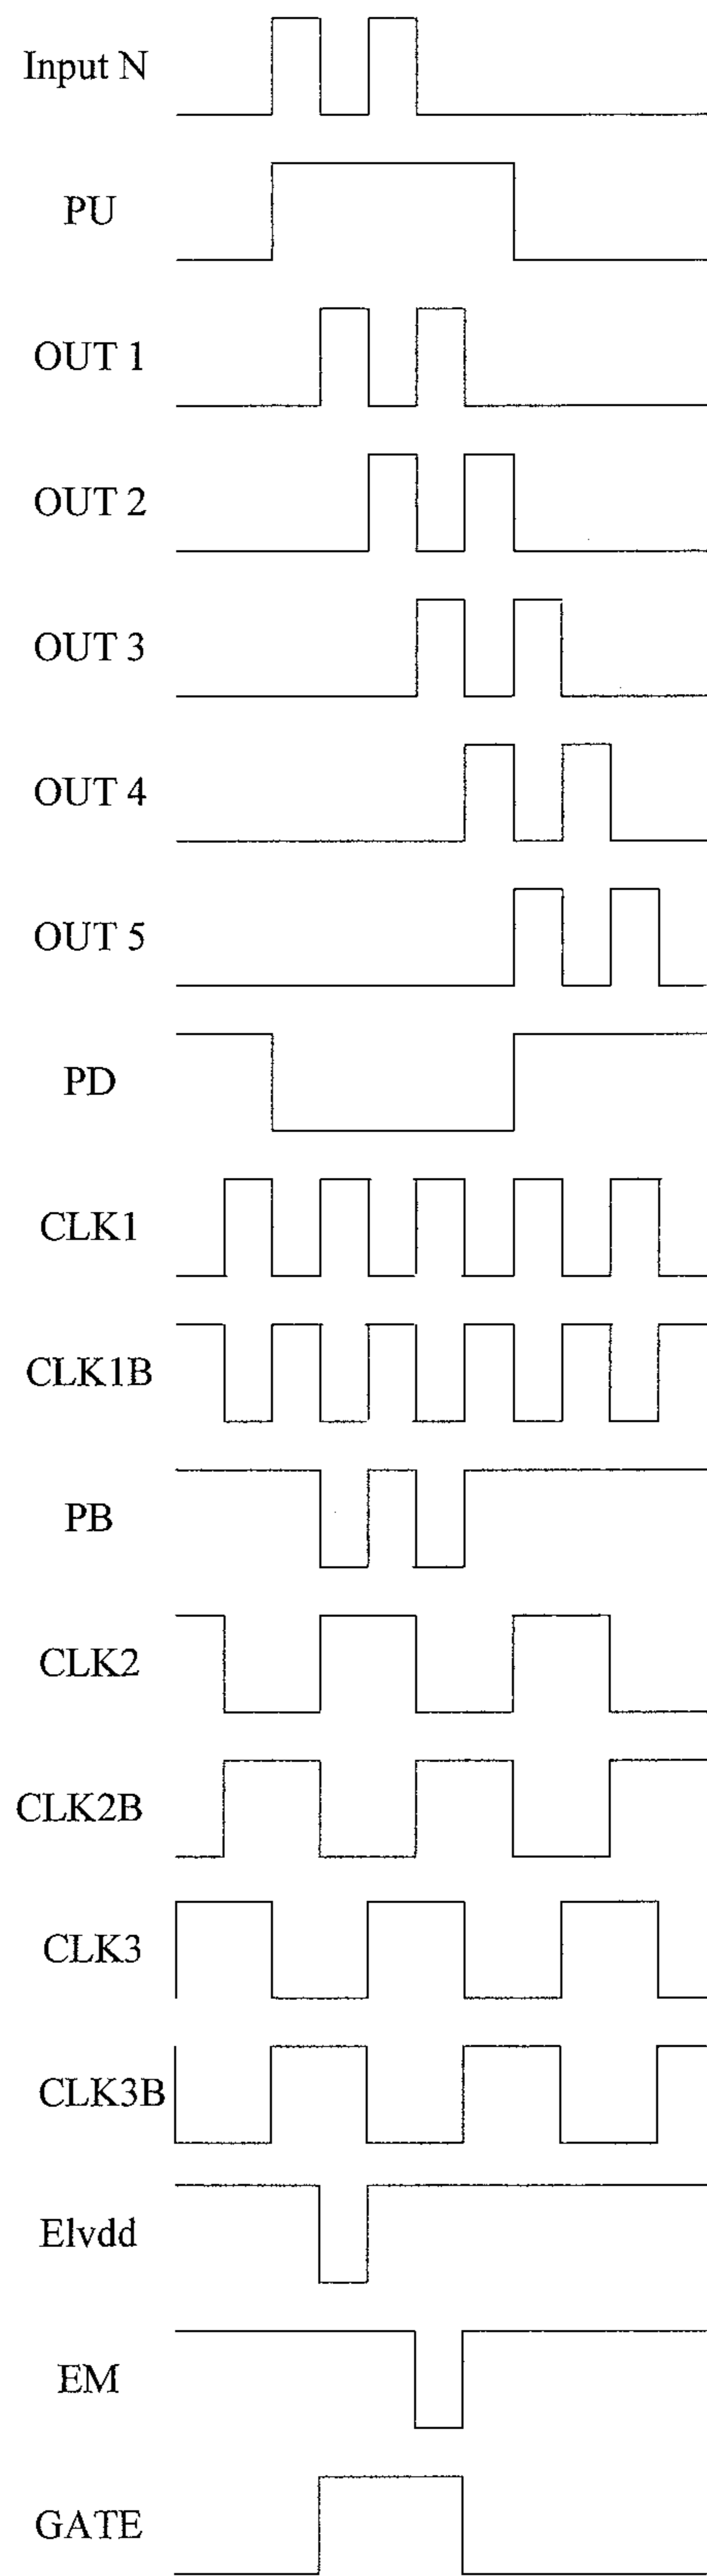 Input N
PU
OUT 1
OUT 2
OUT 3
OUT 4
OUT 5
PD
CLK1
CLK1B
PB
CLK2
CLK2B
CLK3
CLK3B
Elvdd
EM
GATE